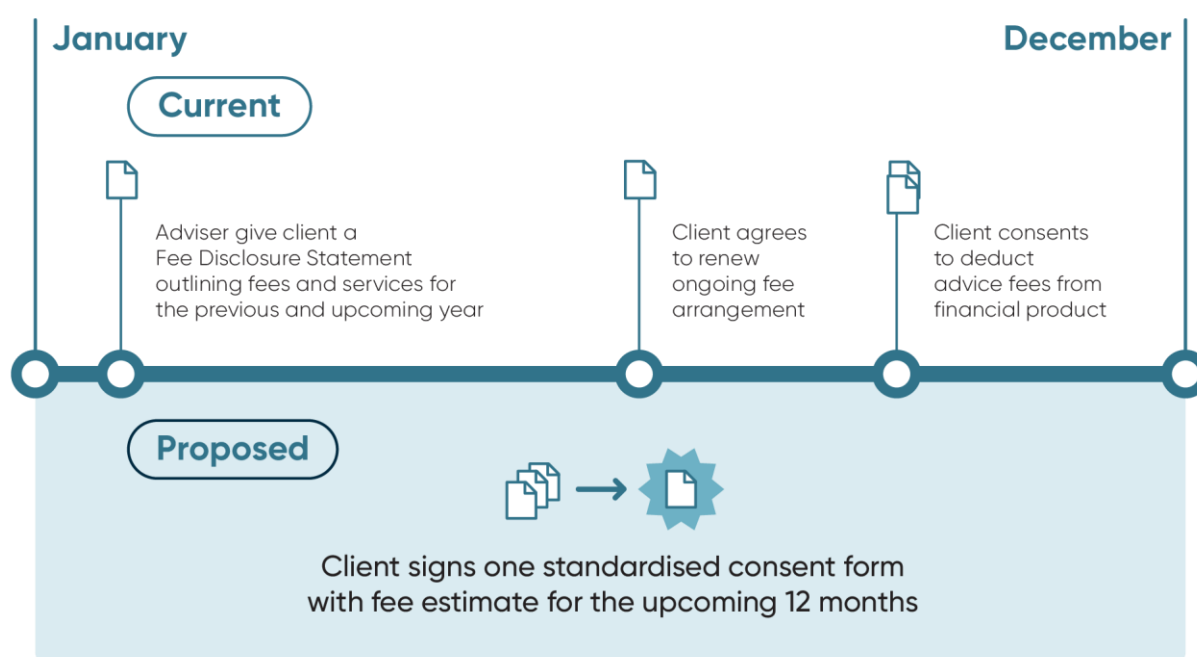 January
December
Current
Adviser give client a
Fee Disclosure Statement
outlining fees and services for
the previous and upcoming year
Client agrees
to renew
ongoing fee
arrangement
Client consents
to deduct
advice fees from
financial product
Proposed
Client signs one standardised consent form
with fee estimate for the upcoming 12 months